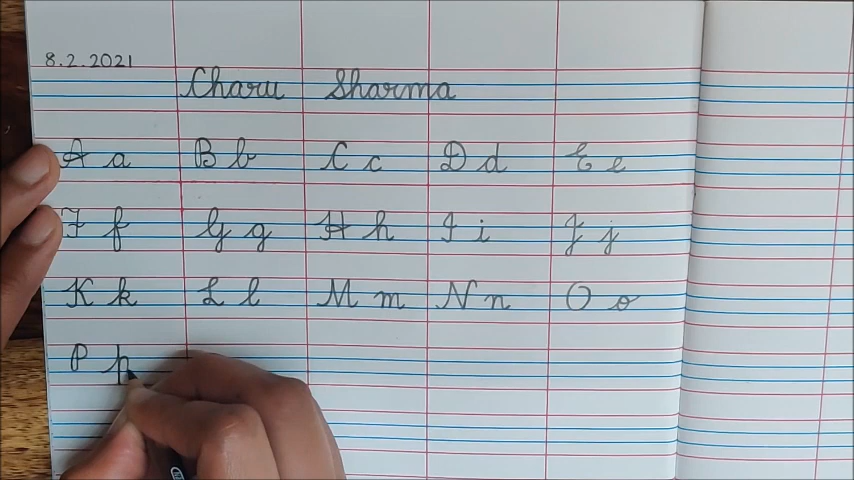 8.2.2021
Charu Sharma
A a B b C c D d E e
F f G g H h I i J j
K k L l M m N n O o
P p